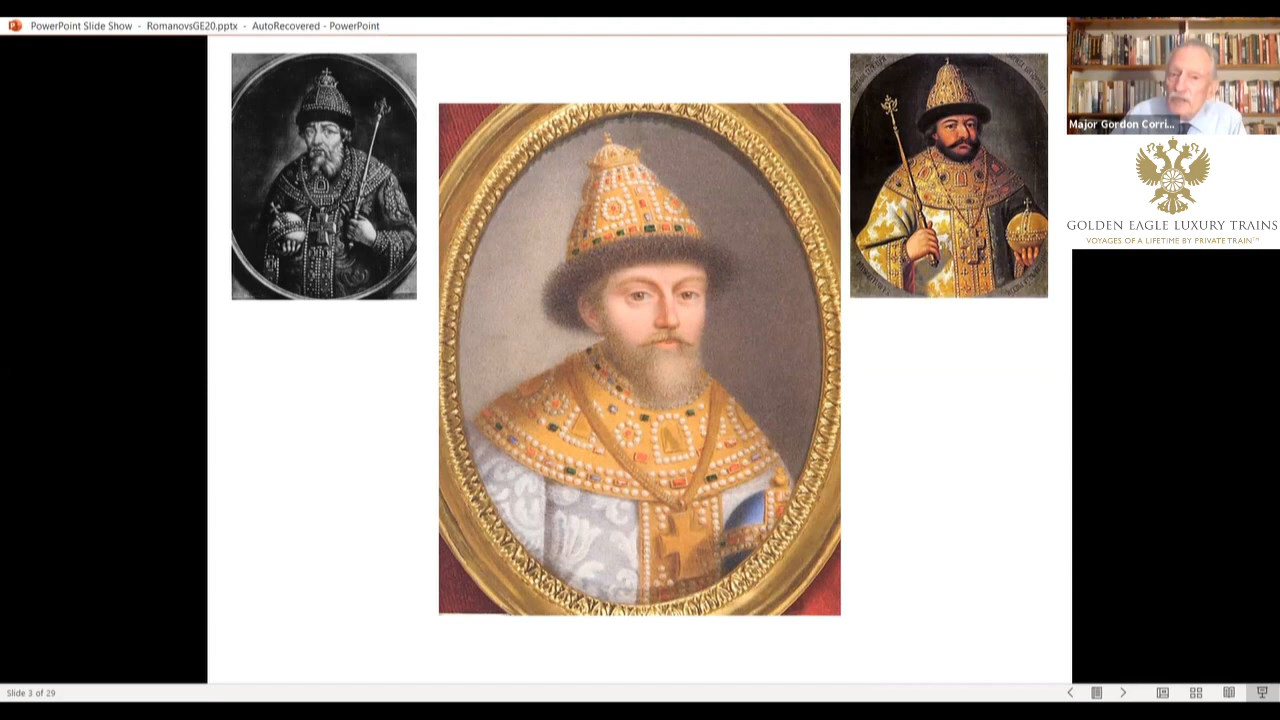 PowerPoint Slide Show - RomanovsGE20.pptx - AutoRecovered - PowerPoint
Major Gordon Corri...
GOLDEN EAGLE LUXURY TRAINS
VOYAGES OF A LIFETIME BY PRIVATE TRAIN™
Slide 3 of 29